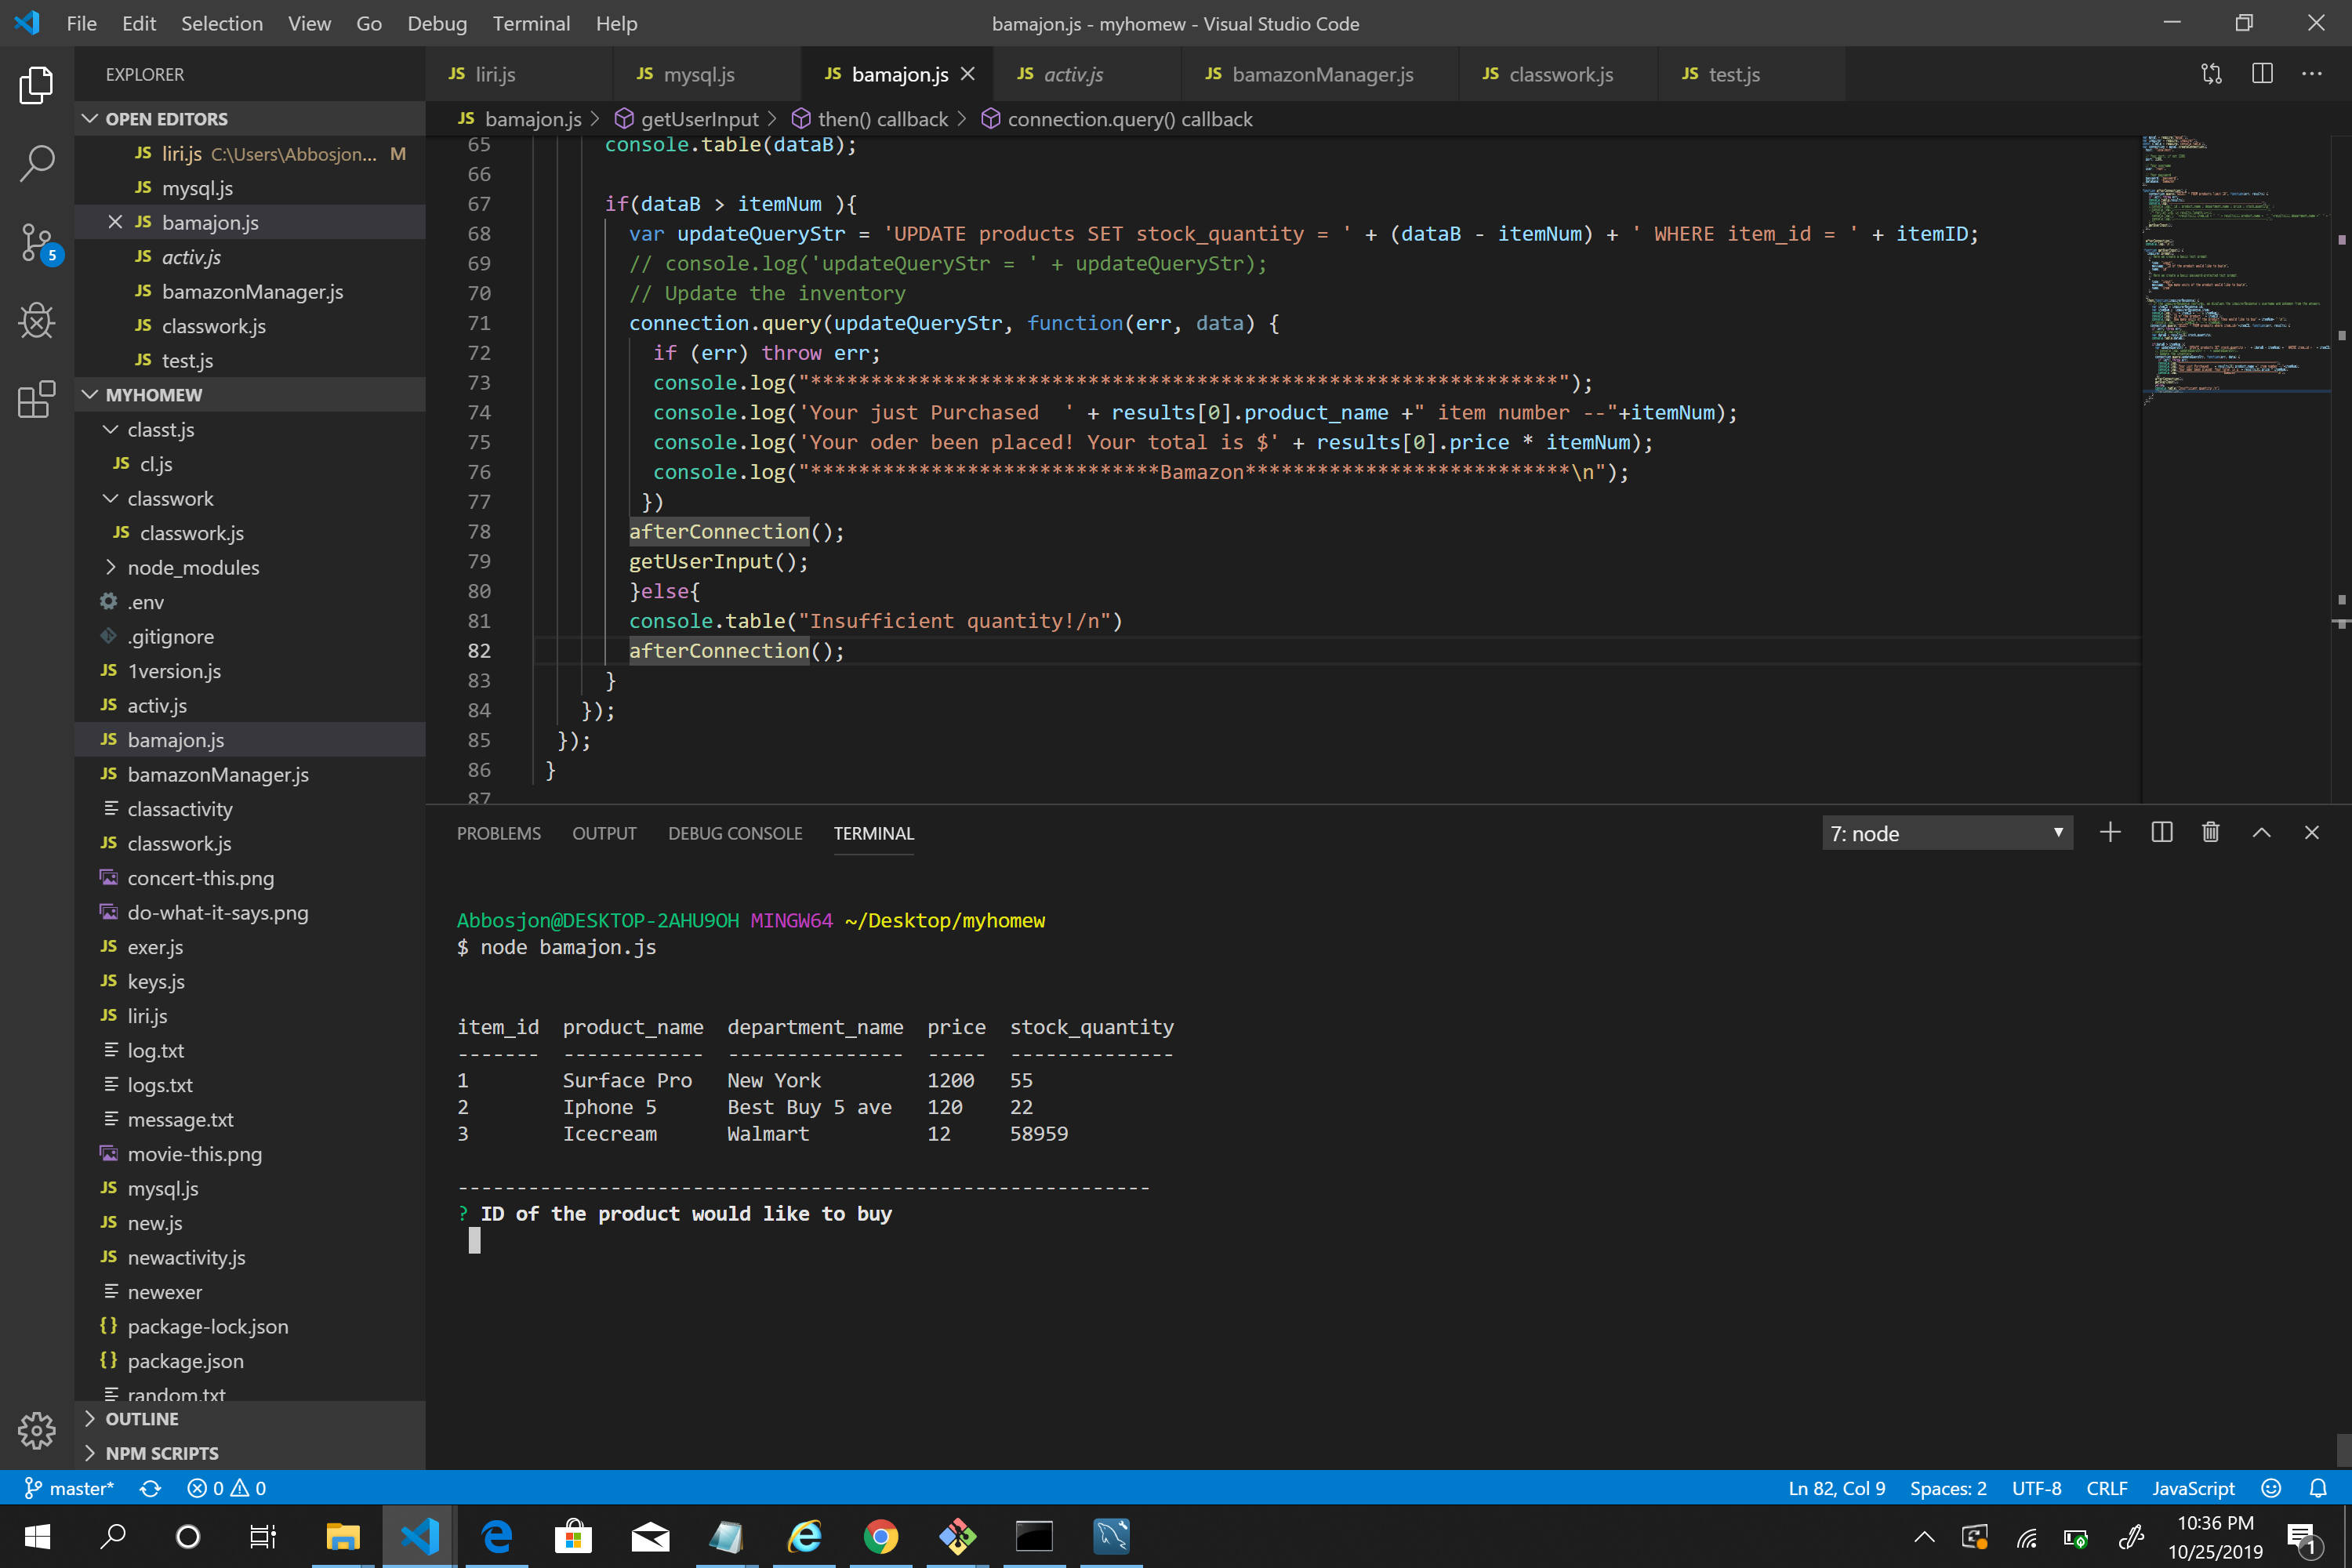 File Edit Selection View Go Debug Terminal Help
bamajon.js - myhomew - Visual Studio Code
EXPLORER
OPEN EDITORS
JS liri.js C:\Users\Abbosjon... M
JS mysql.js
JS bamajon.js
JS activ.js
JS bamazonManager.js
JS classwork.js
JS test.js
5
MYHOMEW
classt.js
JS cl.js
classwork
JS classwork.js
node_modules
.env
.gitignore
JS 1version.js
JS activ.js
JS bamajon.js
JS bamazonManager.js
classactivity
JS classwork.js
concert-this.png
do-what-it-says.png
JS exer.js
JS keys.js
JS liri.js
log.txt
logs.txt
message.txt
movie-this.png
JS mysql.js
JS new.js
JS newactivity.js
newexer
{} package-lock.json
{} package.json
random.txt
OUTLINE
NPM SCRIPTS
JS liri.js JS mysql.js JS bamajon.js JS activ.js JS bamazonManager.js JS classwork.js JS test.js
JS bamajon.js > getUserInput > then() callback > connection.query() callback
65 console.table(dataB);
66
67 if(dataB > itemNum ){
68 var updateQueryStr = 'UPDATE products SET stock_quantity = ' + (dataB - itemNum) + ' WHERE item_id = ' + itemID;
69 // console.log('updateQueryStr = ' + updateQueryStr);
70 // Update the inventory
71 connection.query(updateQueryStr, function(err, data) {
72 if (err) throw err;
73 console.log("**************************************************************");
74 console.log('Your just Purchased  ' + results[0].product_name +" item number --"+itemNum);
75 console.log('Your oder been placed! Your total is $' + results[0].price * itemNum);
76 console.log("*****************************Bamazon***************************\n");
77 })
78 afterConnection();
79 getUserInput();
80 }else{
81 console.table("Insufficient quantity!/n")
82 afterConnection();
83 }
84 });
85 });
86 }
87
PROBLEMS OUTPUT DEBUG CONSOLE TERMINAL
7: node
Abbosjon@DESKTOP-2AHU9OH MINGW64 ~/Desktop/myhomew
$ node bamajon.js
item_id product_name department_name price stock_quantity
------- ------------ --------------- ----- --------------
1 Surface Pro New York 1200 55
2 Iphone 5 Best Buy 5 ave 120 22
3 Icecream Walmart 12 58959
-----------------------------------------------------------
? ID of the product would like to buy
master* 0 0
Ln 82, Col 9 Spaces: 2 UTF-8 CRLF JavaScript
10:36 PM
10/25/2019
1